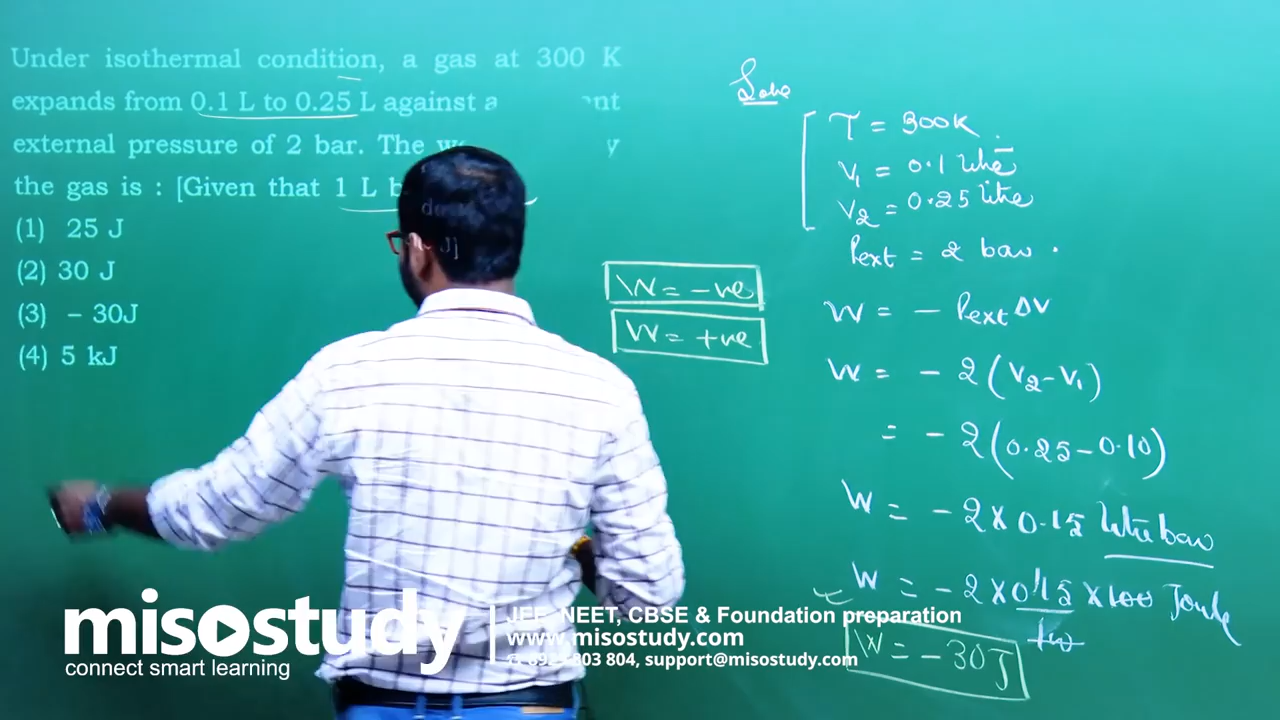 Under isothermal condition, a gas at 300 K
expands from 0.1 L to 0.25 L against a
external pressure of 2 bar. The
the gas is : [Given that 1 L
J]
(1) 25 J
(2) 30 J
(3) – 30J
(4) 5 kJ
W = -ve
W = +ve
Solve
T = 300K .
V₁ = 0.1 litre
V₂ = 0.25 litre
Pext = 2 bar .
W = - Pext ΔV
W = - 2 (V₂-V₁)
= - 2 (0.25-0.10)
W = - 2 X 0.15 litre bar
W = - 2 X 0.15 X 100 Joule
W = -30J
misostudy
connect smart learning
JEE, NEET, CBSE & Foundation preparation
www.misostudy.com
803 804, support@misostudy.com